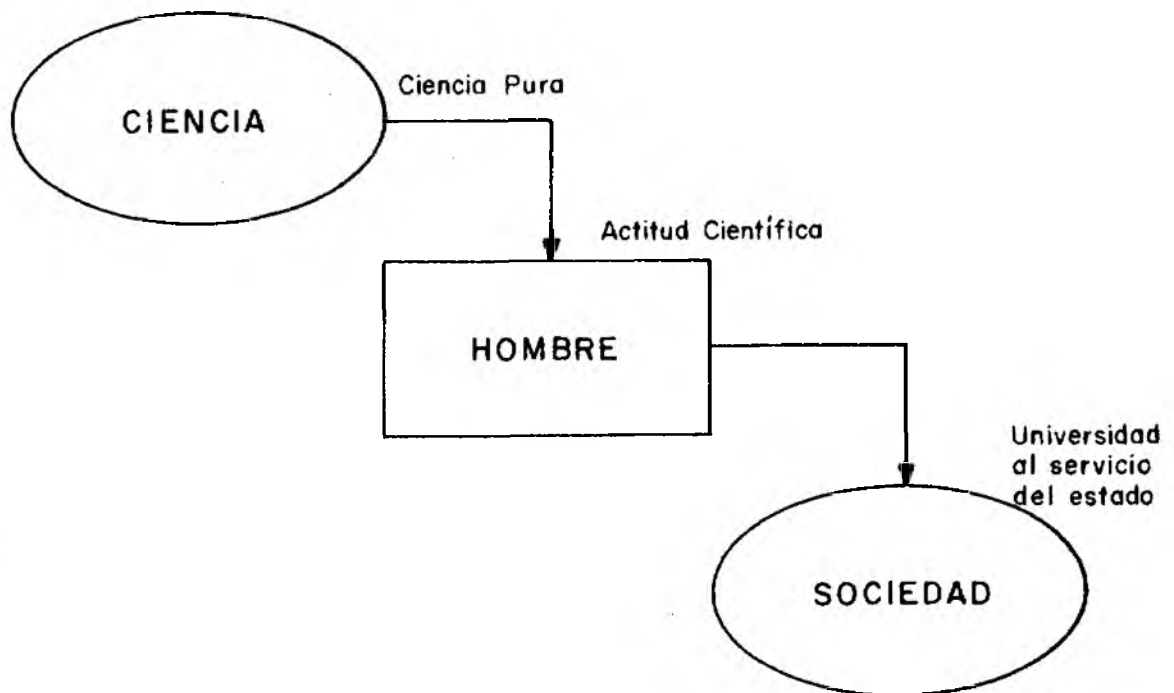 Ciencia Pura
CIENCIA
Actitud Científica
HOMBRE
Universidad
al servicio
del estado
SOCIEDAD